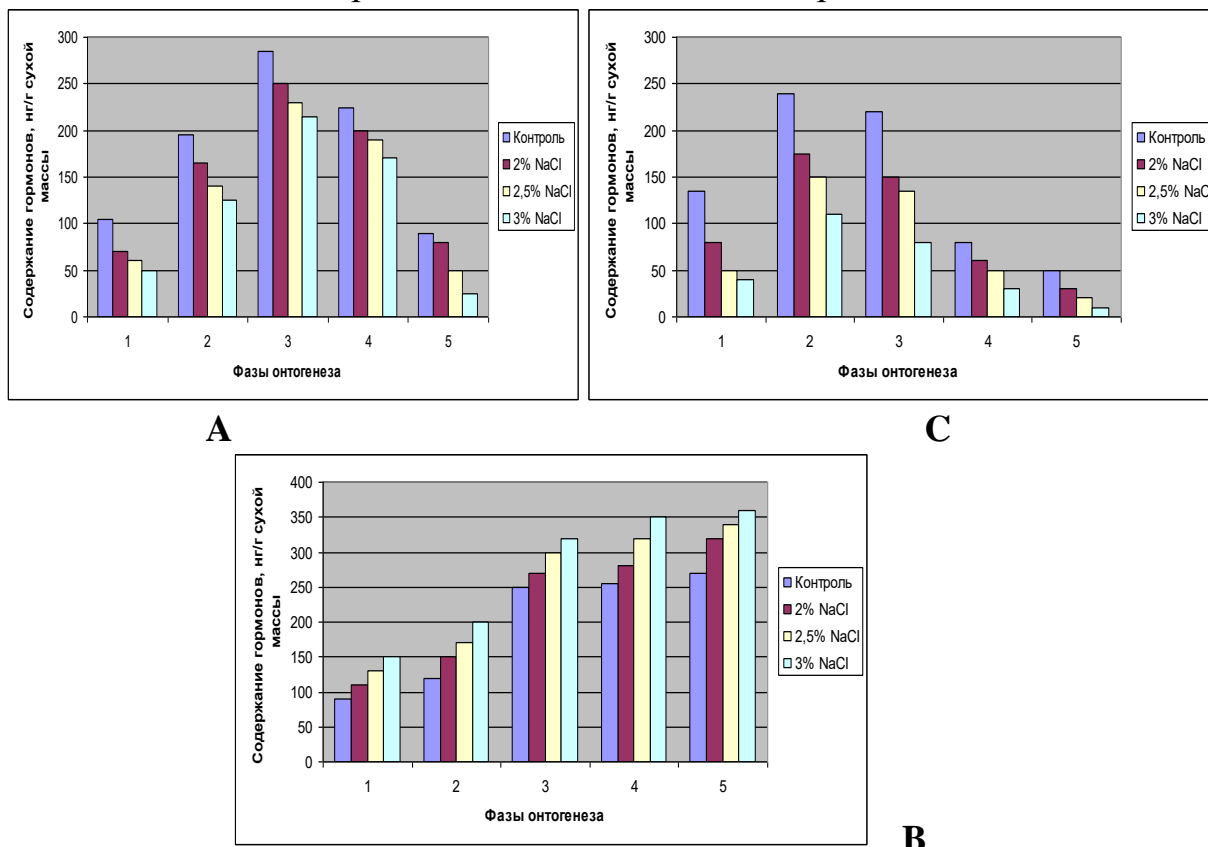 300
250
200
150
100
50
0
1 2 3 4 5
Содержание гормонов, нг/г сухой
массы
Фазы онтогенеза
Контроль
2% NaCl
2,5% NaCl
3% NaCl
A
300
250
200
150
100
50
0
1 2 3 4 5
Содержание гормонов, нг/г сухой
массы
Фазы онтогенеза
Контроль
2% NaCl
2,5% NaCl
3% NaCl
C
400
350
300
250
200
150
100
50
0
1 2 3 4 5
Содержание гормонов, нг/г сухой
массы
Фазы онтогенеза
Контроль
2% NaCl
2,5% NaCl
3% NaCl
B